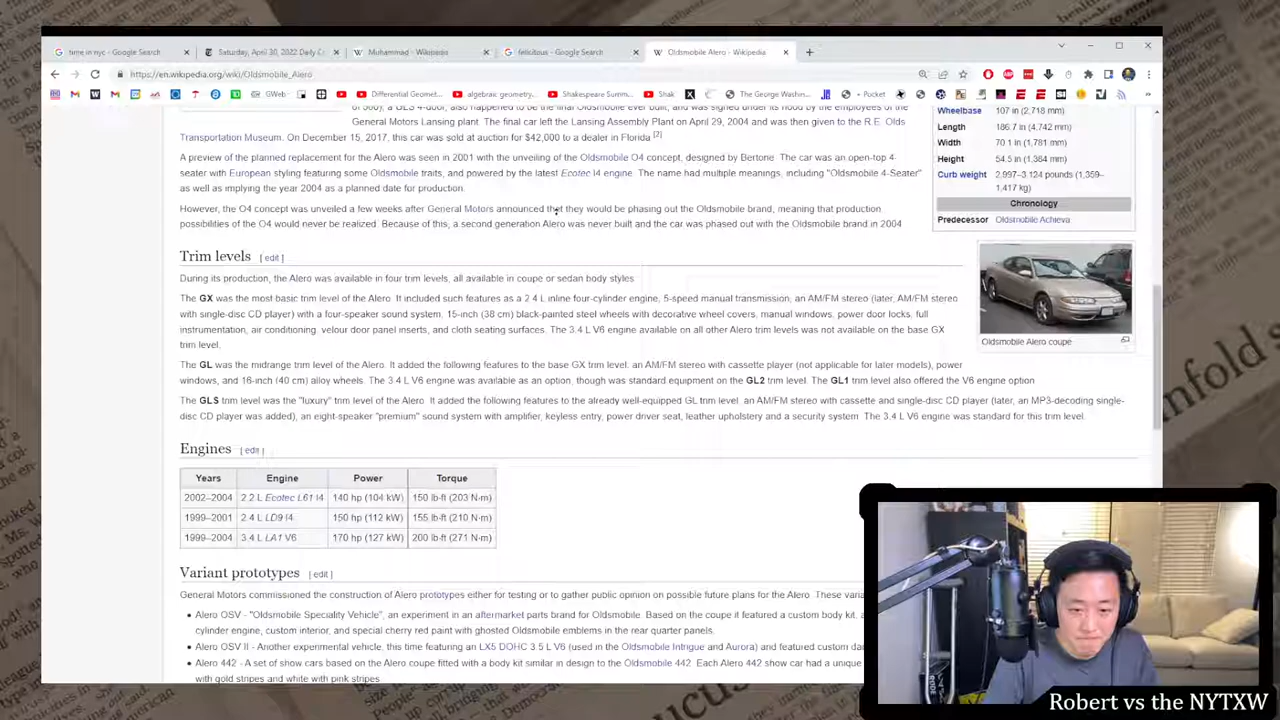 time in nyc - Google Search
Saturday, April 30, 2022 Daily C
Muhammad - Wikipedia
felicitous - Google Search
Oldsmobile Alero - Wikipedia
https://en.wikipedia.org/wiki/Oldsmobile_Alero
GWeb
Differential Geomet
algebraic geometry
Shakespeare Summa
Shak
The George Washin
Pocket
General Motors Lansing plant. The final car left the Lansing Assembly Plant on April 29, 2004 and was then given to the R.E. Olds
Transportation Museum. On December 15, 2017, this car was sold at auction for $42,000 to a dealer in Florida [2]
A preview of the planned replacement for the Alero was seen in 2001 with the unveiling of the Oldsmobile O4 concept, designed by Bertone. The car was an open-top 4-
seater with European styling featuring some Oldsmobile traits, and powered by the latest Ecotec I4 engine. The name had multiple meanings, including "Oldsmobile 4-Seater"
as well as implying the year 2004 as a planned date for production.
However, the O4 concept was unveiled a few weeks after General Motors announced that they would be phasing out the Oldsmobile brand, meaning that production
possibilities of the O4 would never be realized. Because of this, a second generation Alero was never built and the car was phased out with the Oldsmobile brand in 2004
Wheelbase 107 in (2,718 mm)
Length 186.7 in (4,742 mm)
Width 70.1 in (1,781 mm)
Height 54.5 in (1,384 mm)
Curb weight 2,997–3,124 pounds (1,359–
1,417 kg)
Chronology
Predecessor Oldsmobile Achieva
Trim levels [ edit ]
During its production, the Alero was available in four trim levels, all available in coupe or sedan body styles
The GX was the most basic trim level of the Alero. It included such features as a 2.4 L inline four-cylinder engine, 5-speed manual transmission, an AM/FM stereo (later, AM/FM stereo
with single-disc CD player) with a four-speaker sound system. 15-inch (38 cm) black-painted steel wheels with decorative wheel covers, manual windows, power door locks, full
instrumentation, air conditioning, velour door panel inserts, and cloth seating surfaces. The 3.4 L V6 engine available on all other Alero trim levels was not available on the base GX
trim level.
The GL was the midrange trim level of the Alero. It added the following features to the base GX trim level: an AM/FM stereo with cassette player (not applicable for later models), power
windows, and 16-inch (40 cm) alloy wheels. The 3.4 L V6 engine was available as an option, though was standard equipment on the GL2 trim level. The GL1 trim level also offered the V6 engine option
The GLS trim level was the "luxury" trim level of the Alero. It added the following features to the already well-equipped GL trim level: an AM/FM stereo with cassette and single-disc CD player (later, an MP3-decoding single-
disc CD player was added), an eight-speaker "premium" sound system with amplifier, keyless entry, power driver seat, leather upholstery and a security system. The 3.4 L V6 engine was standard for this trim level.
Oldsmobile Alero coupe
Engines [ edit ]
Years Engine Power Torque
2002–2004 2.2 L Ecotec L61 I4 140 hp (104 kW) 150 lb·ft (203 N·m)
1999–2001 2.4 L LD9 I4 150 hp (112 kW) 155 lb·ft (210 N·m)
1999–2004 3.4 L LA1 V6 170 hp (127 kW) 200 lb·ft (271 N·m)
Variant prototypes [ edit ]
General Motors commissioned the construction of Alero prototypes either for testing or to gather public opinion on possible future plans for the Alero. These varia
Alero OSV - "Oldsmobile Speciality Vehicle", an experiment in an aftermarket parts brand for Oldsmobile. Based on the coupe it featured a custom body kit, a
cylinder engine, custom interior, and special cherry red paint with ghosted Oldsmobile emblems in the rear quarter panels.
Alero OSV II - Another experimental vehicle, this time featuring an LX5 DOHC 3.5 L V6 (used in the Oldsmobile Intrigue and Aurora) and featured custom da
Alero 442 - A set of show cars based on the Alero coupe fitted with a body kit similar in design to the Oldsmobile 442. Each Alero 442 show car had a unique
with gold stripes and white with pink stripes
Robert vs the NYTXW